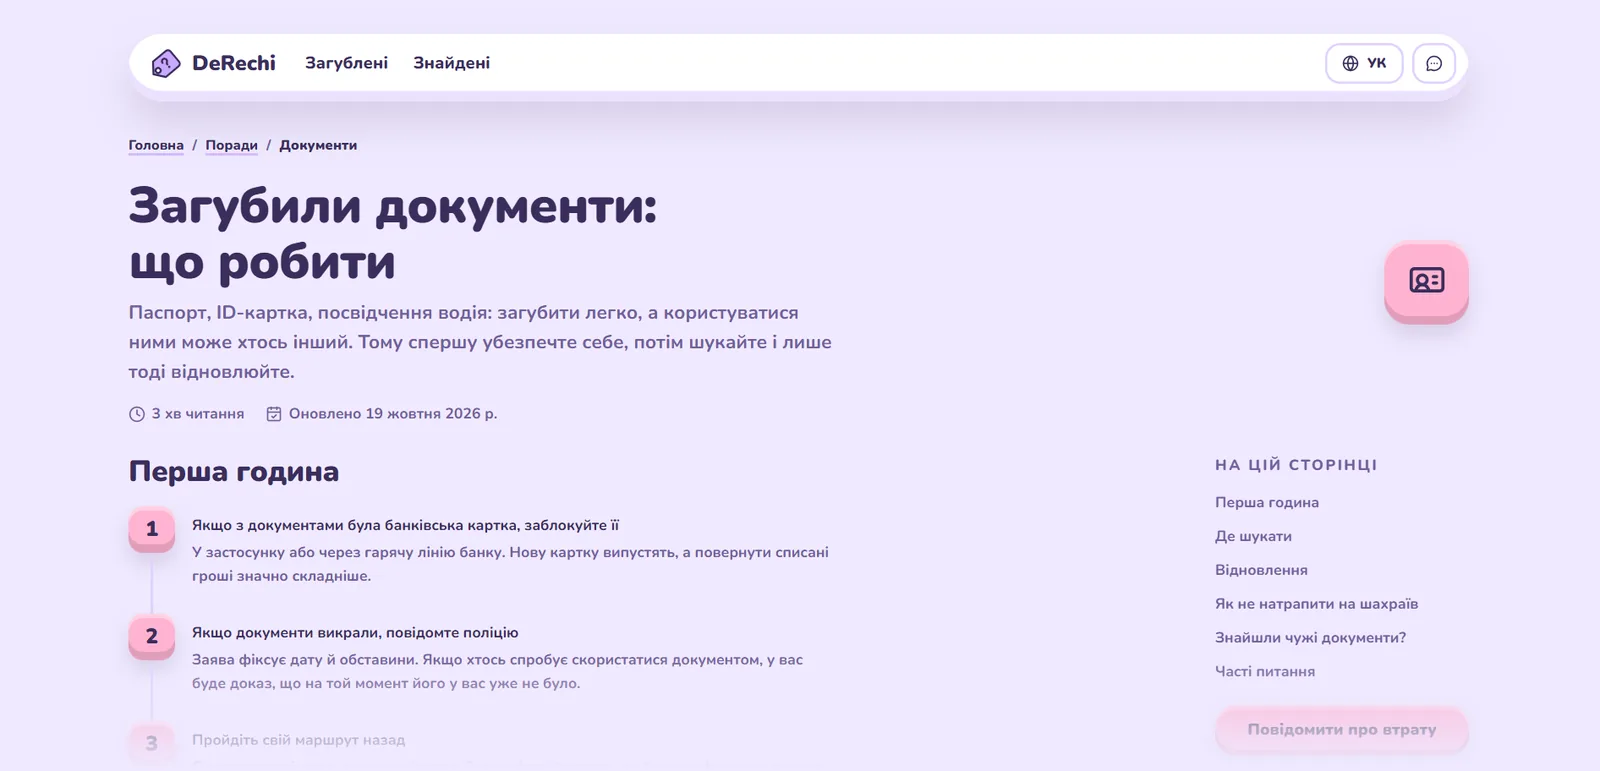 DeRechi
Загублені
Знайдені
УК
Головна / Поради / Документи
Загубили документи:
що робити
Паспорт, ID-картка, посвідчення водія: загубити легко, а користуватися
ними може хтось інший. Тому спершу убезпечте себе, потім шукайте і лише
тоді відновлюйте.
3 хв читання
Оновлено 19 жовтня 2026 р.
Перша година
1
Якщо з документами була банківська картка, заблокуйте її
У застосунку або через гарячу лінію банку. Нову картку випустять, а повернути списані
гроші значно складніше.
2
Якщо документи викрали, повідомте поліцію
Заява фіксує дату й обставини. Якщо хтось спробує скористатися документом, у вас
буде доказ, що на той момент його у вас уже не було.
3
Пройдіть свій маршрут назад
НА ЦІЙ СТОРІНЦІ
Перша година
Де шукати
Відновлення
Як не натрапити на шахраїв
Знайшли чужі документи?
Часті питання
Повідомити про втрату